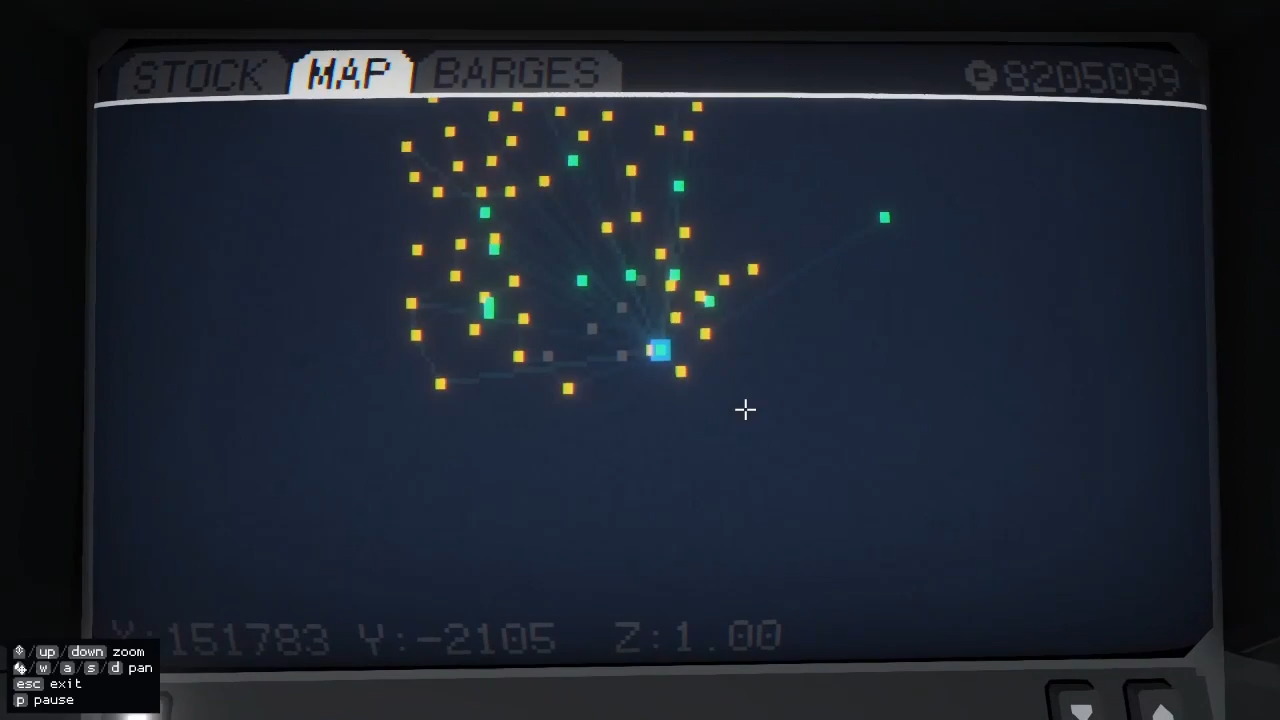 STOCK MAP BARGES 8205099
X:151783 Y:-2105 Z:1.00
/up/down zoom
/w/a/s/d pan
esc exit
p pause